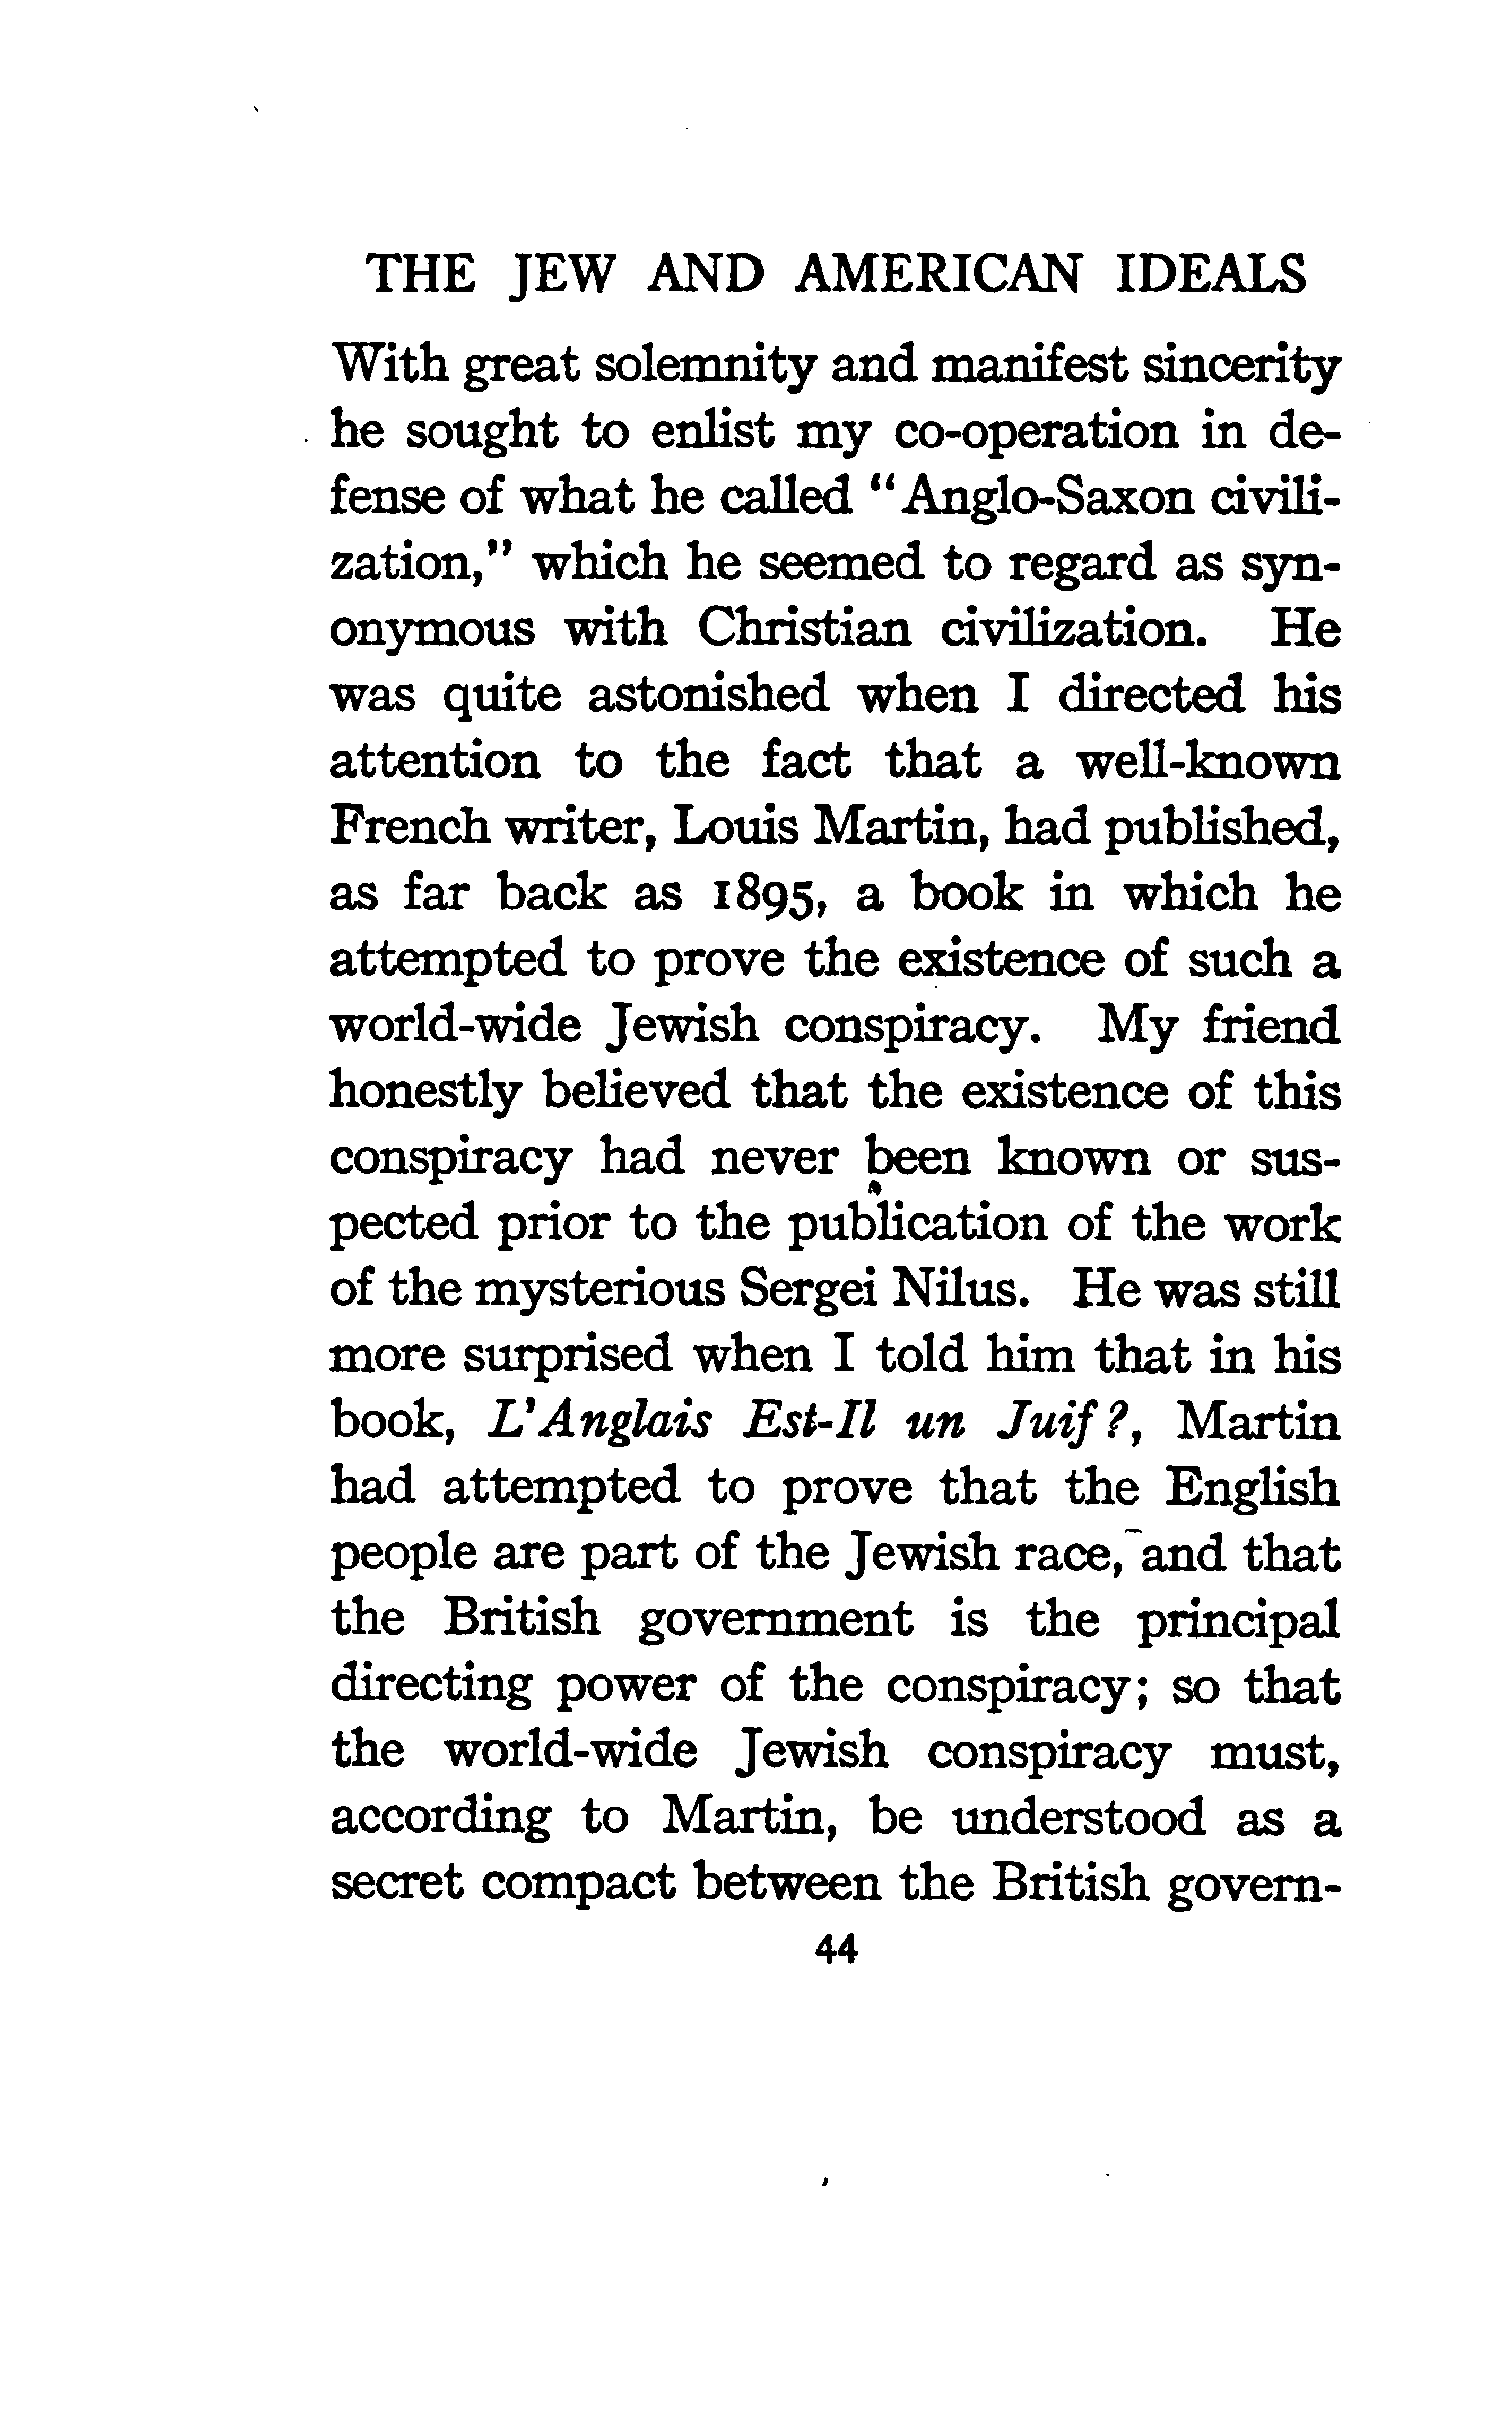 THE JEW AND AMERICAN IDEALS
With great solemnity and manifest sincerity
he sought to enlist my co-operation in de-
fense of what he called "Anglo-Saxon civili-
zation," which he seemed to regard as syn-
onymous with Christian civilization. He
was quite astonished when I directed his
attention to the fact that a well-known
French writer, Louis Martin, had published,
as far back as 1895, a book in which he
attempted to prove the existence of such a
world-wide Jewish conspiracy. My friend
honestly believed that the existence of this
conspiracy had never been known or sus-
pected prior to the publication of the work
of the mysterious Sergei Nilus. He was still
more surprised when I told him that in his
book, L'Anglais Est-Il un Juif?, Martin
had attempted to prove that the English
people are part of the Jewish race, and that
the British government is the principal
directing power of the conspiracy; so that
the world-wide Jewish conspiracy must,
according to Martin, be understood as a
secret compact between the British govern-
44